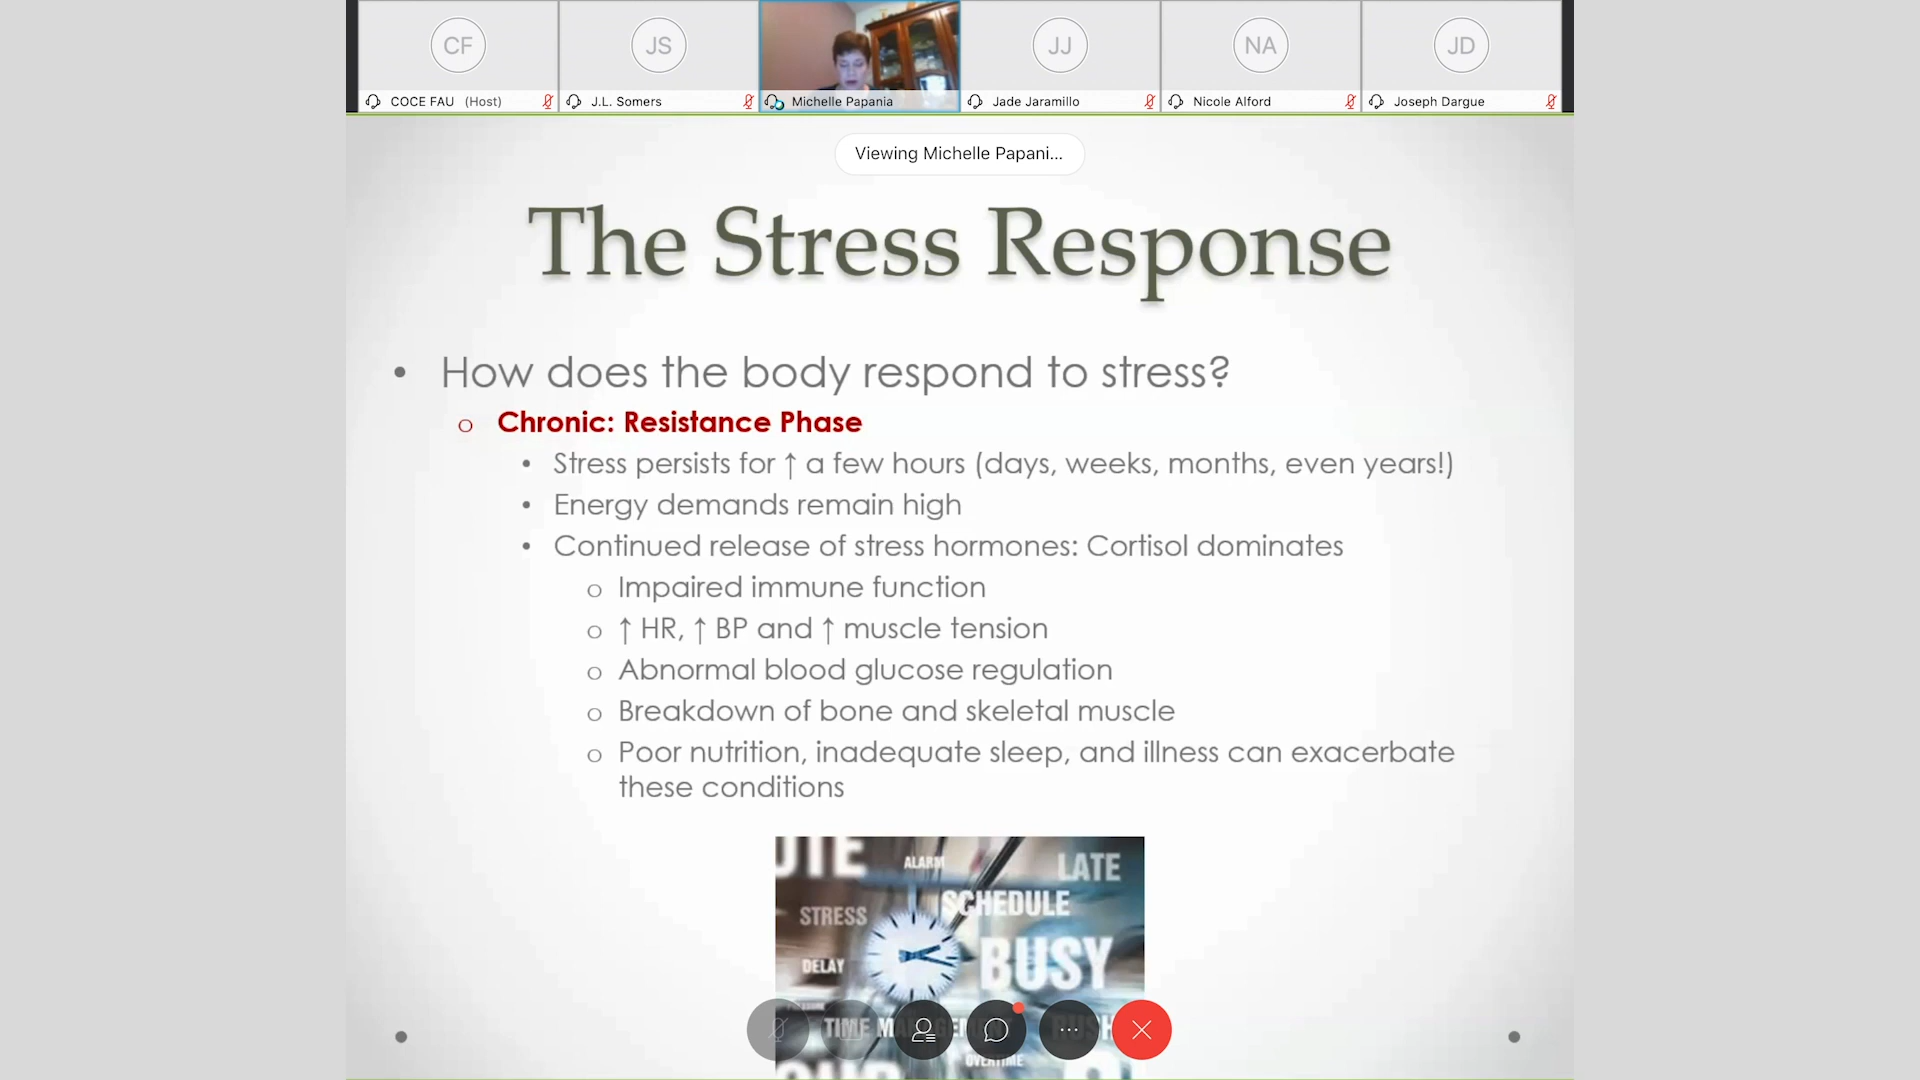 CF
JS
JJ
NA
JD
COCE FAU (Host)
J.L. Somers
Michelle Papania
Jade Jaramillo
Nicole Alford
Joseph Dargue
Viewing Michelle Papani...
The Stress Response
• How does the body respond to stress?
o Chronic: Resistance Phase
• Stress persists for ↑ a few hours (days, weeks, months, even years!)
• Energy demands remain high
• Continued release of stress hormones: Cortisol dominates
o Impaired immune function
o ↑ HR, ↑ BP and ↑ muscle tension
o Abnormal blood glucose regulation
o Breakdown of bone and skeletal muscle
o Poor nutrition, inadequate sleep, and illness can exacerbate
these conditions
ALARM
LATE
SCHEDULE
STRESS
BUSY
DELAY
TIME
OVERTIME